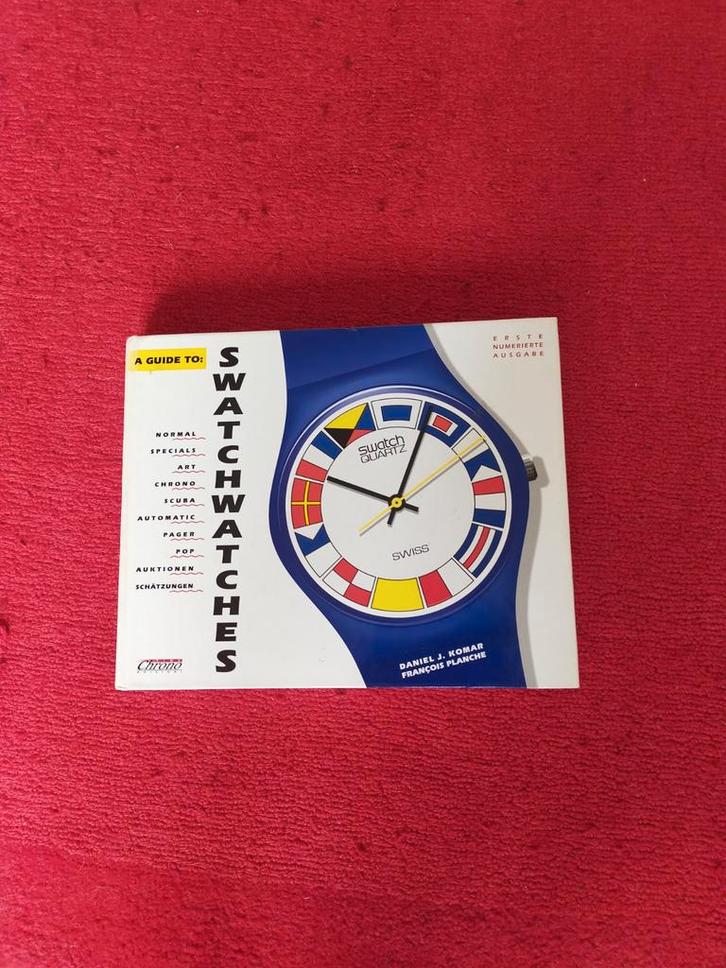 A GUIDE TO:
SWATCHWATCHES
NORMAL
SPECIALS
ART
CHRONO
SCUBA
AUTOMATIC
PAGER
POP
AUKTIONEN
SCHÄTZUNGEN
Chrono
ERSTE
NUMERIERTE
AUSGABE
swatch
QUARTZ
SWISS
DANIEL J. KOMAR
FRANÇOIS PLANCHE